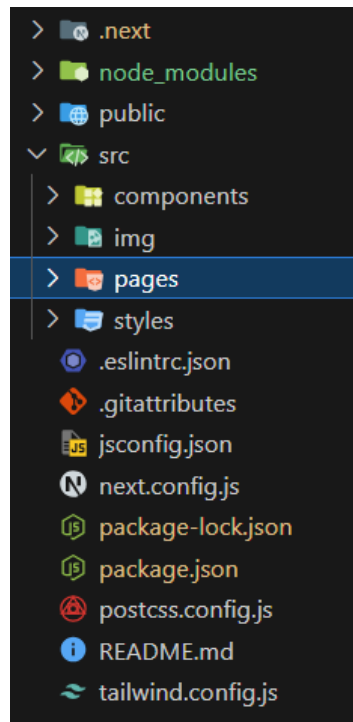 .next
node_modules
public
src
components
img
pages
styles
.eslintrc.json
.gitattributes
jsconfig.json
next.config.js
package-lock.json
package.json
postcss.config.js
README.md
tailwind.config.js